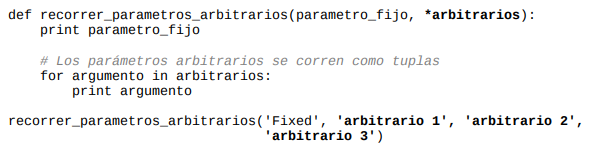 def recorrer_parametros_arbitrarios(parametro_fijo, *arbitrarios):
    print parametro_fijo

    # Los parámetros arbitrarios se corren como tuplas
    for argumento in arbitrarios:
        print argumento

recorrer_parametros_arbitrarios('Fixed', 'arbitrario 1', 'arbitrario 2',
                                'arbitrario 3')